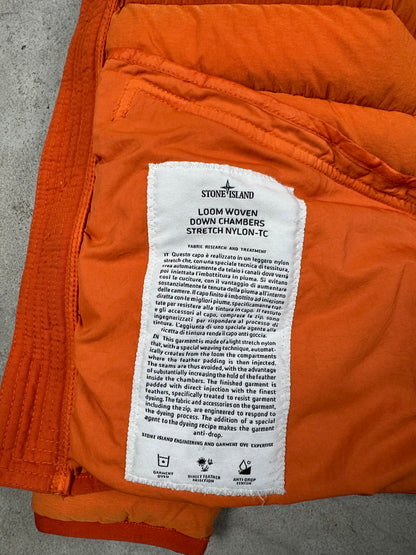 STONE ISLAND
LOOM WOVEN
DOWN CHAMBERS
STRETCH NYLON-TC
FABRIC RESEARCH AND TREATMENT
IT Questo capo è realizzato in un leggero nylon
stretch che, con una speciale tecnica di tessitura,
crea automaticamente da telaio i canali dove verrà
poi iniettata l'imbottitura in piuma. Si evitano
così le cuciture, con il vantaggio di aumentare
sostanzialmente la tenuta della piuma all'interno
delle camere. Il capo finito è imbottito ad iniezione
diretta con le migliori piume, specificamente trat-
tate per resistere alla tintura in capo. I tessuti
e gli accessori al capo, compresa la zip, sono
ingegnerizzati per rispondere al processo di
tintura. L'aggiunta di uno speciale agente alla
ricetta di tintura rende il capo anti-goccia.
EN This garment is made of a light stretch nylon
that, with a special weaving technique, automat-
ically creates from the loom the compartments
where the feather padding is then injected.
The seams are thus avoided, with the advantage
of substantially increasing the hold of the feather
inside the chambers. The finished garment is
padded with direct injection with the finest
feathers, specifically treated to resist garment
dyeing. The fabric and accessories on the garment,
including the zip, are engineered to respond to
the dyeing process. The addition of a special
agent to the dyeing recipe makes the garment
anti-drop.
STONE ISLAND ENGINEERING AND GARMENT DYE EXPERTISE
GARMENT DIRECT FEATHER ANTI-DROP
DYED INJECTION